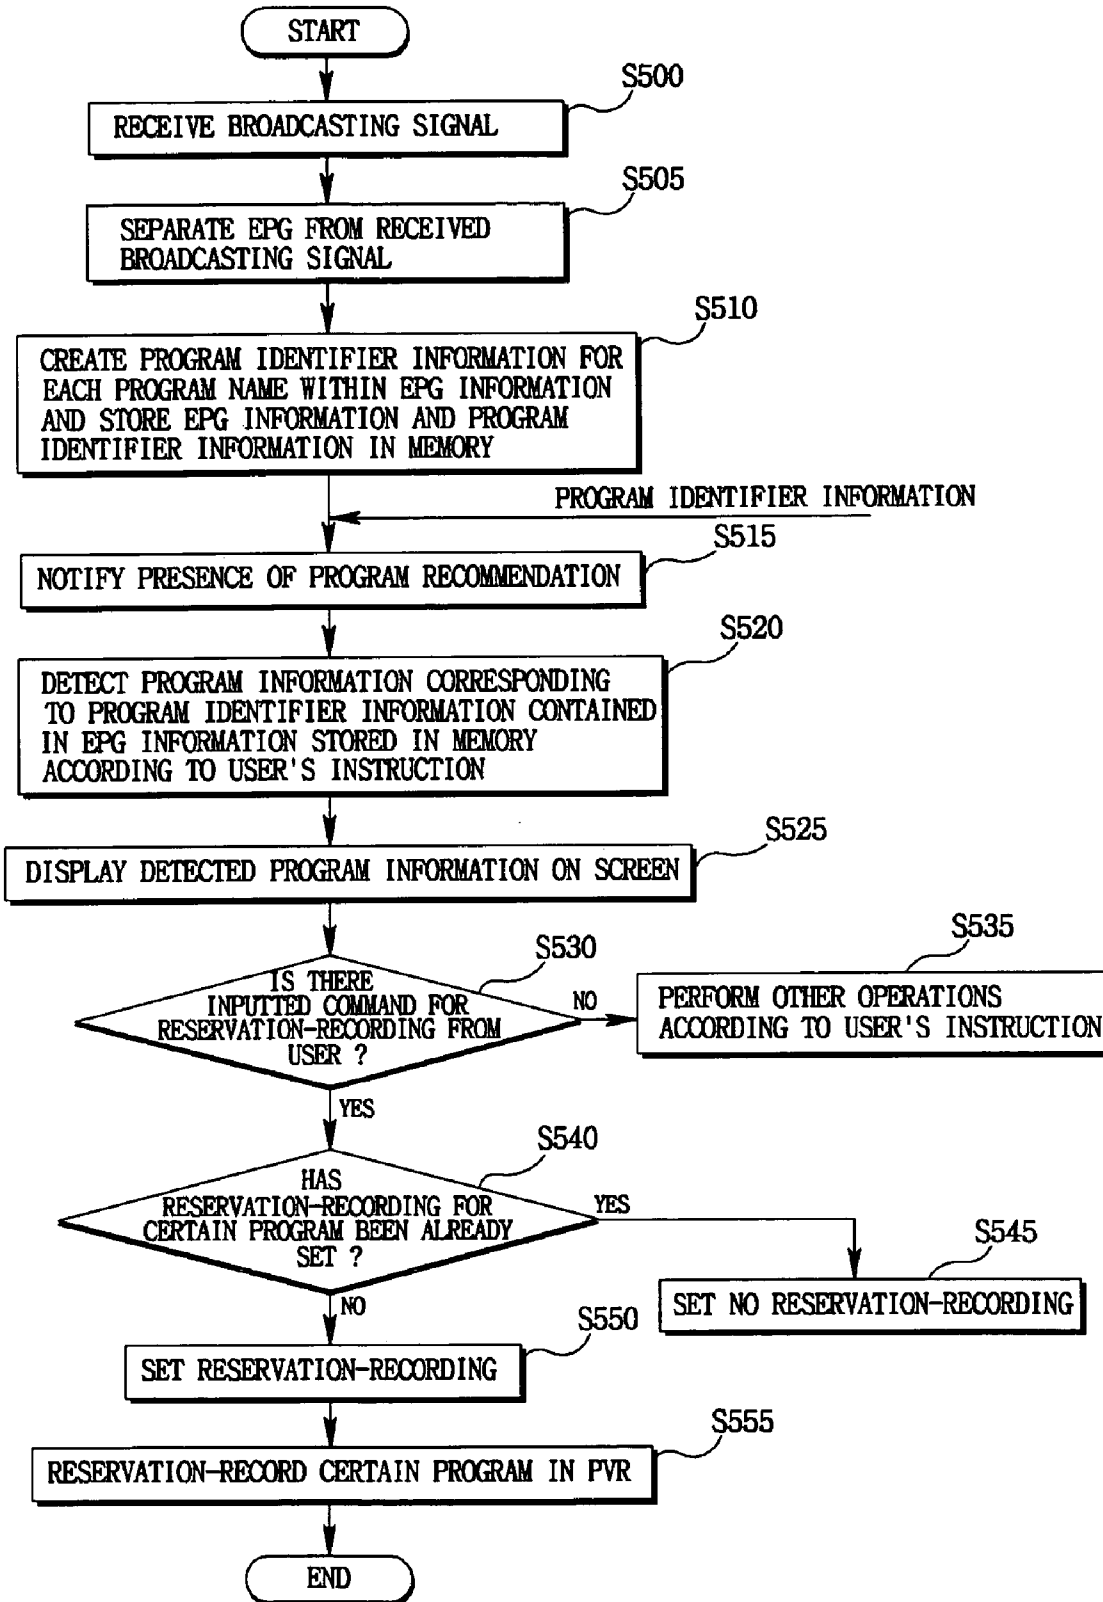 START
S500
RECEIVE BROADCASTING SIGNAL
S505
SEPARATE EPG FROM RECEIVED
BROADCASTING SIGNAL
S510
CREATE PROGRAM IDENTIFIER INFORMATION FOR
EACH PROGRAM NAME WITHIN EPG INFORMATION
AND STORE EPG INFORMATION AND PROGRAM
IDENTIFIER INFORMATION IN MEMORY
PROGRAM IDENTIFIER INFORMATION
S515
NOTIFY PRESENCE OF PROGRAM RECOMMENDATION
S520
DETECT PROGRAM INFORMATION CORRESPONDING
TO PROGRAM IDENTIFIER INFORMATION CONTAINED
IN EPG INFORMATION STORED IN MEMORY
ACCORDING TO USER'S INSTRUCTION
S525
DISPLAY DETECTED PROGRAM INFORMATION ON SCREEN
S530
IS THERE
INPUTTED COMMAND FOR
RESERVATION-RECORDING FROM
USER ?
NO
S535
PERFORM OTHER OPERATIONS
ACCORDING TO USER'S INSTRUCTION
YES
S540
HAS
RESERVATION-RECORDING FOR
CERTAIN PROGRAM BEEN ALREADY
SET ?
YES
S545
SET NO RESERVATION-RECORDING
NO
S550
SET RESERVATION-RECORDING
S555
RESERVATION-RECORD CERTAIN PROGRAM IN PVR
END